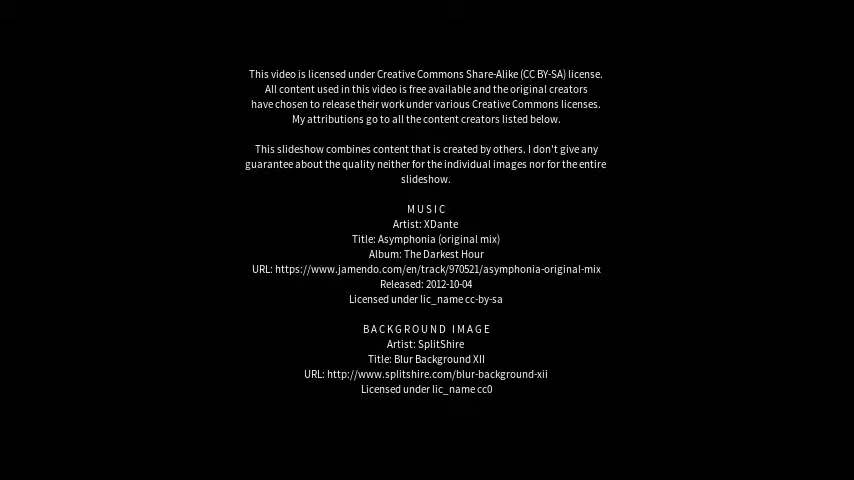 This video is licensed under Creative Commons Share-Alike (CC BY-SA) license.
All content used in this video is free available and the original creators
have chosen to release their work under various Creative Commons licenses.
My attributions go to all the content creators listed below.
This slideshow combines content that is created by others. I don't give any
guarantee about the quality neither for the individual images nor for the entire
slideshow.
MUSIC
Artist: XDante
Title: Asymphonia (original mix)
Album: The Darkest Hour
URL: https://www.jamendo.com/en/track/970521/asymphonia-original-mix
Released: 2012-10-04
Licensed under lic_name cc-by-sa
BACKGROUND IMAGE
Artist: SplitShire
Title: Blur Background XII
URL: http://www.splitshire.com/blur-background-xii
Licensed under lic_name cc0